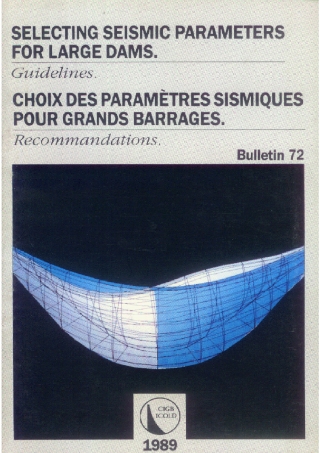 SELECTING SEISMIC PARAMETERS
FOR LARGE DAMS.
Guidelines.
CHOIX DES PARAMÈTRES SISMIQUES
POUR GRANDS BARRAGES.
Recommandations.
Bulletin 72
CIGB
ICOLD
1989